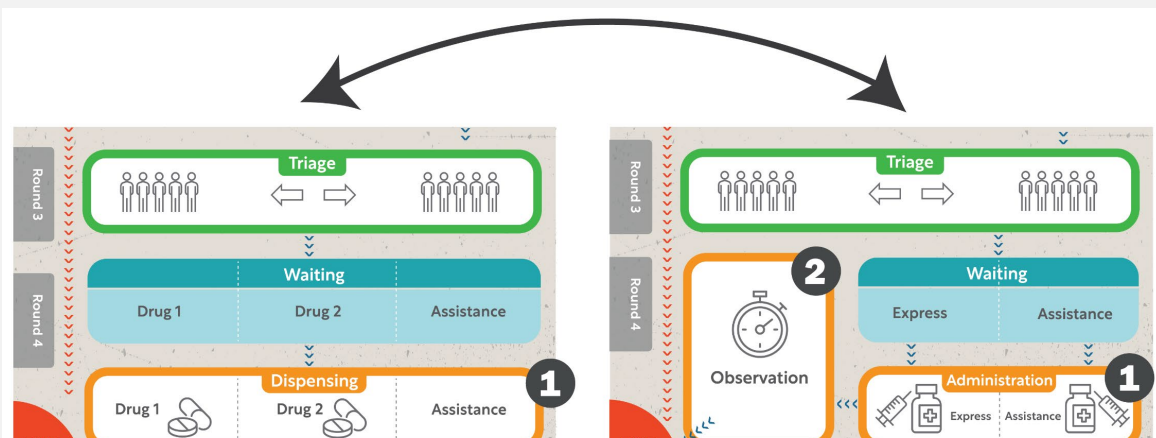 Round 3
Triage
Round 4
Waiting
Drug 1 Drug 2 Assistance
Dispensing
1
Drug 1 Drug 2 Assistance
Round 3
Triage
Round 4
2
Observation
Waiting
Express Assistance
Administration
1
Express Assistance